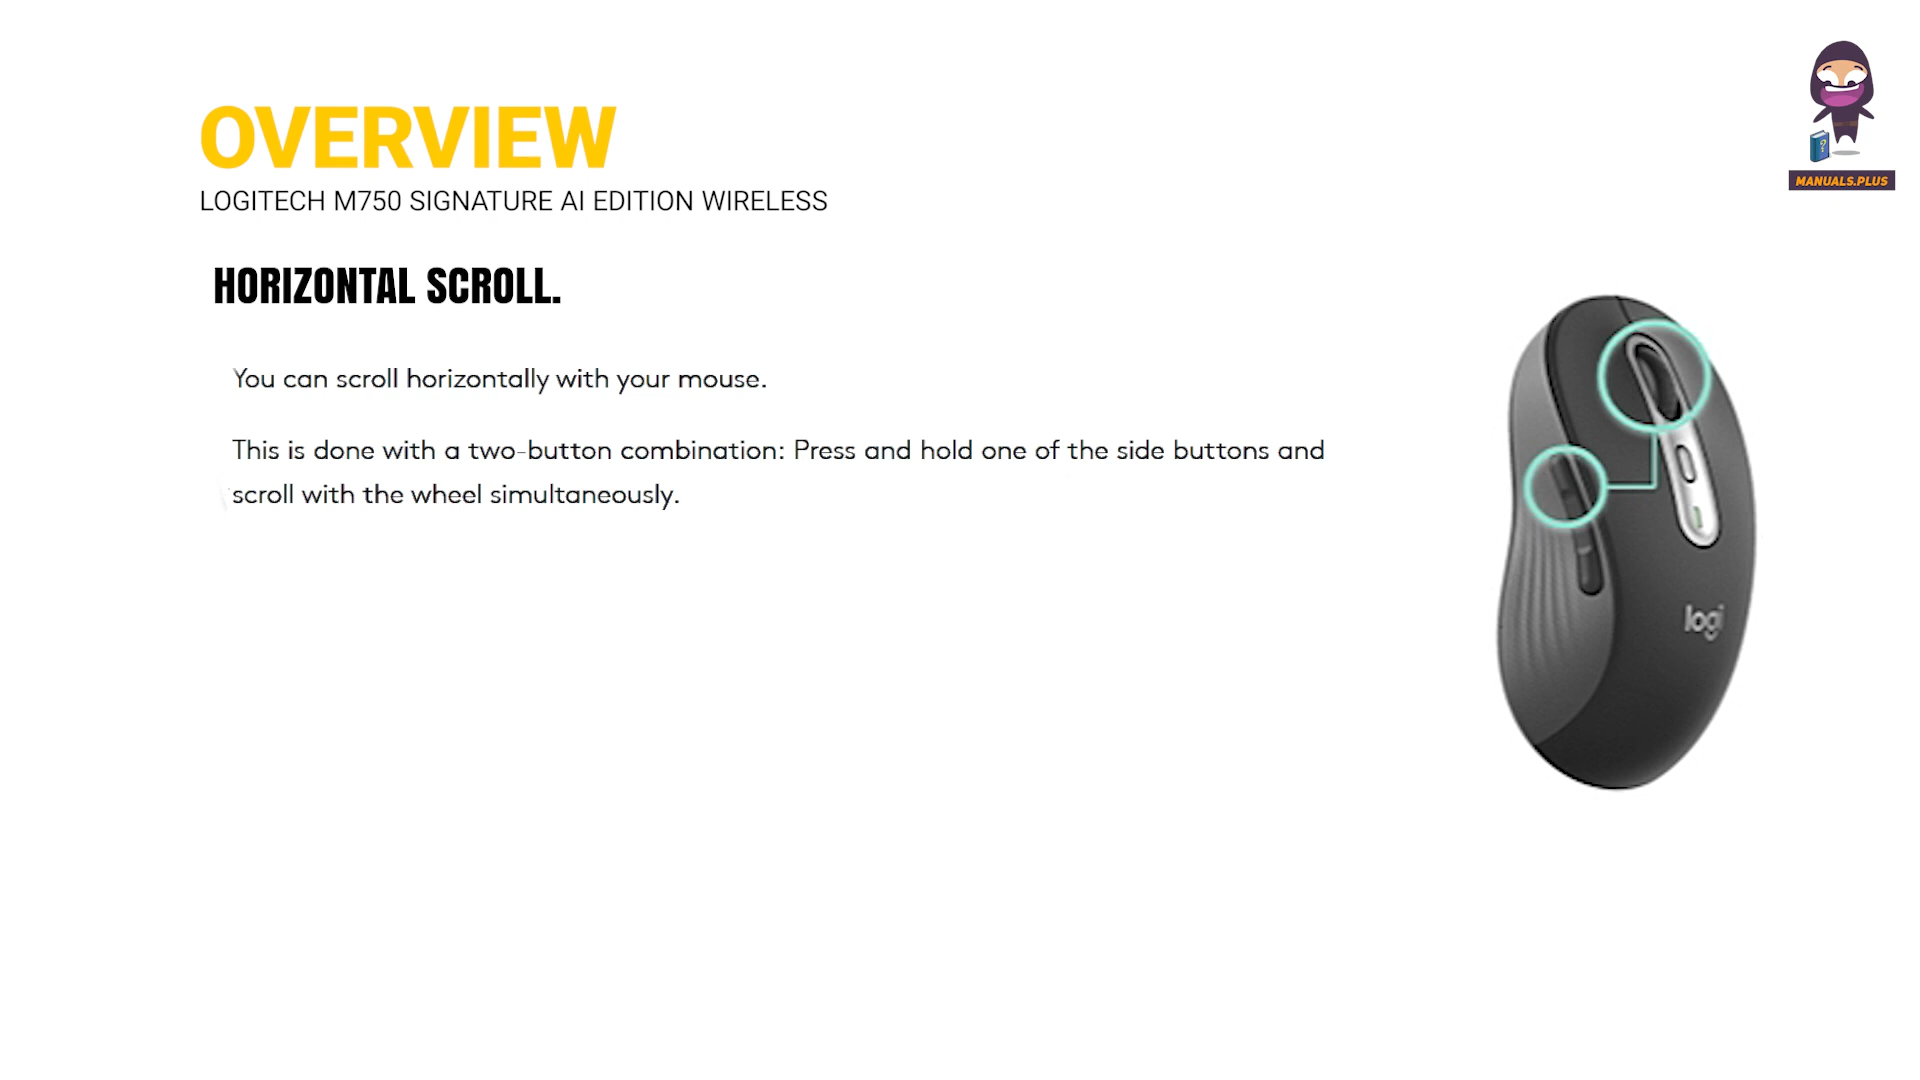 OVERVIEW
LOGITECH M750 SIGNATURE AI EDITION WIRELESS
HORIZONTAL SCROLL.
You can scroll horizontally with your mouse.
This is done with a two-button combination: Press and hold one of the side buttons and
scroll with the wheel simultaneously.
?
MANUALS.PLUS
logi